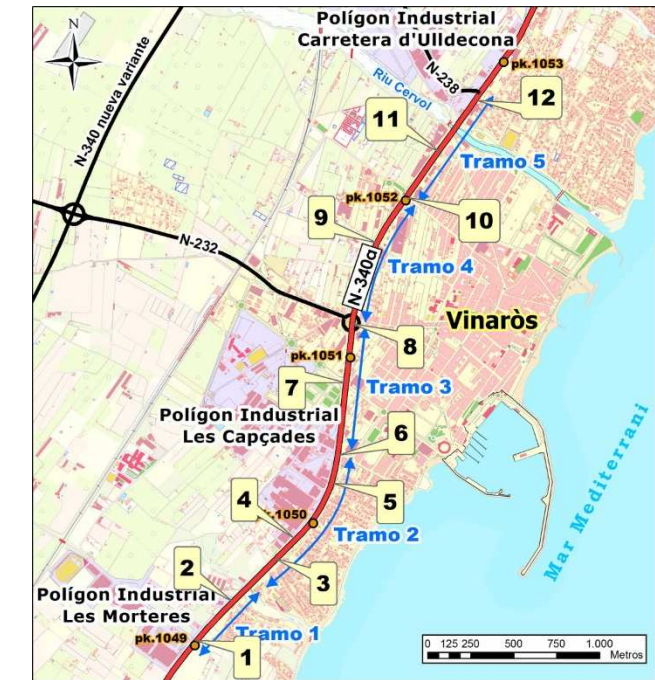 Polígon Industrial
Carretera d'Ulldecona
N
pk.1053
N-238
Riu Cervol
12
11
N-340 nueva variante
Tramo 5
pk.1052
9
10
N-232
Tramo 4
N-340a
Vinaròs
8
pk.1051
7
Tramo 3
Polígon Industrial
Les Capçades
6
Mar Mediterrani
4
5
k.1050
Tramo 2
2
3
Polígon Industrial
Les Morteres
Tramo 1
pk.1049
1
0 125 250 500 750 1.000
Metros